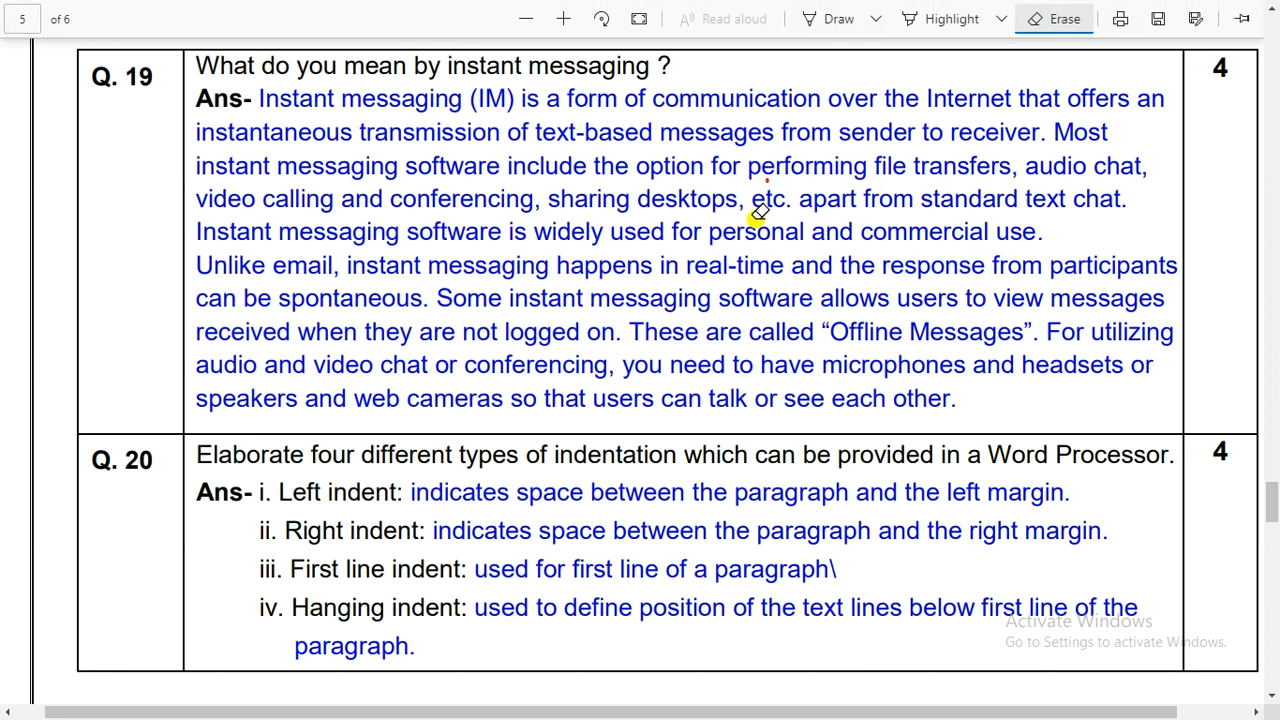 5 of 6 Read aloud Draw Highlight Erase
Q. 19 What do you mean by instant messaging ? 4
Ans- Instant messaging (IM) is a form of communication over the Internet that offers an
instantaneous transmission of text-based messages from sender to receiver. Most
instant messaging software include the option for performing file transfers, audio chat,
video calling and conferencing, sharing desktops, etc. apart from standard text chat.
Instant messaging software is widely used for personal and commercial use.
Unlike email, instant messaging happens in real-time and the response from participants
can be spontaneous. Some instant messaging software allows users to view messages
received when they are not logged on. These are called “Offline Messages”. For utilizing
audio and video chat or conferencing, you need to have microphones and headsets or
speakers and web cameras so that users can talk or see each other.
Q. 20 Elaborate four different types of indentation which can be provided in a Word Processor. 4
Ans- i. Left indent: indicates space between the paragraph and the left margin.
ii. Right indent: indicates space between the paragraph and the right margin.
iii. First line indent: used for first line of a paragraph\
iv. Hanging indent: used to define position of the text lines below first line of the
paragraph.
Activate Windows
Go to Settings to activate Windows.